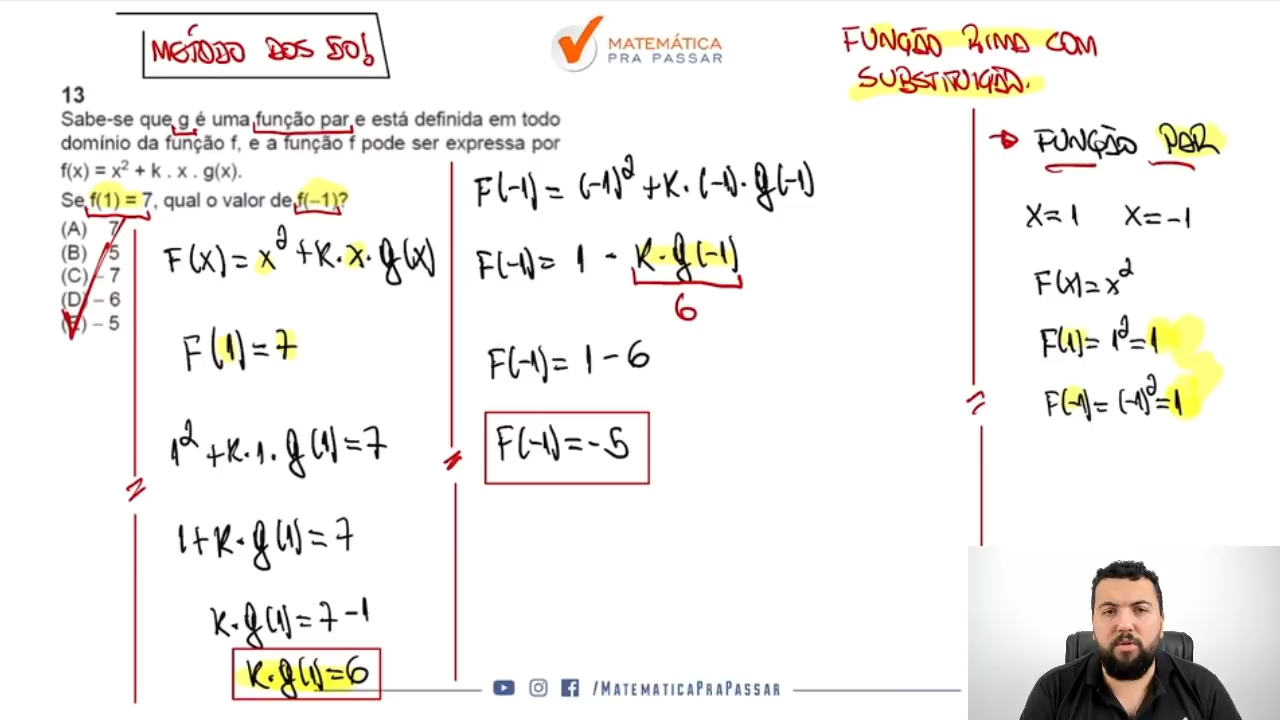 MÉTODO DOS 50!
MATEMÁTICA
PRA PASSAR
FUNÇÃO RIMA COM
SUBSTITUIÇÃO.
13
Sabe-se que g é uma função par e está definida em todo
domínio da função f, e a função f pode ser expressa por
f(x) = x² + k . x . g(x).
Se f(1) = 7, qual o valor de f(–1)?
(A) 7
(B) 5
(C) – 7
(D) – 6
(E) – 5
F(x) = x² + K. x. g(x)
F(1) = 7
1² + K. 1. g(1) = 7
1 + K. g(1) = 7
K. g(1) = 7 - 1
K. g(1) = 6
F(-1) = (-1)² + K. (-1). g(-1)
F(-1) = 1 - K. g(-1)
6
F(-1) = 1 - 6
F(-1) = -5
FUNÇÃO PAR
X = 1 X = -1
F(x) = x²
F(1) = 1² = 1
F(-1) = (-1)² = 1
/MATEMATICAPRAPASSAR